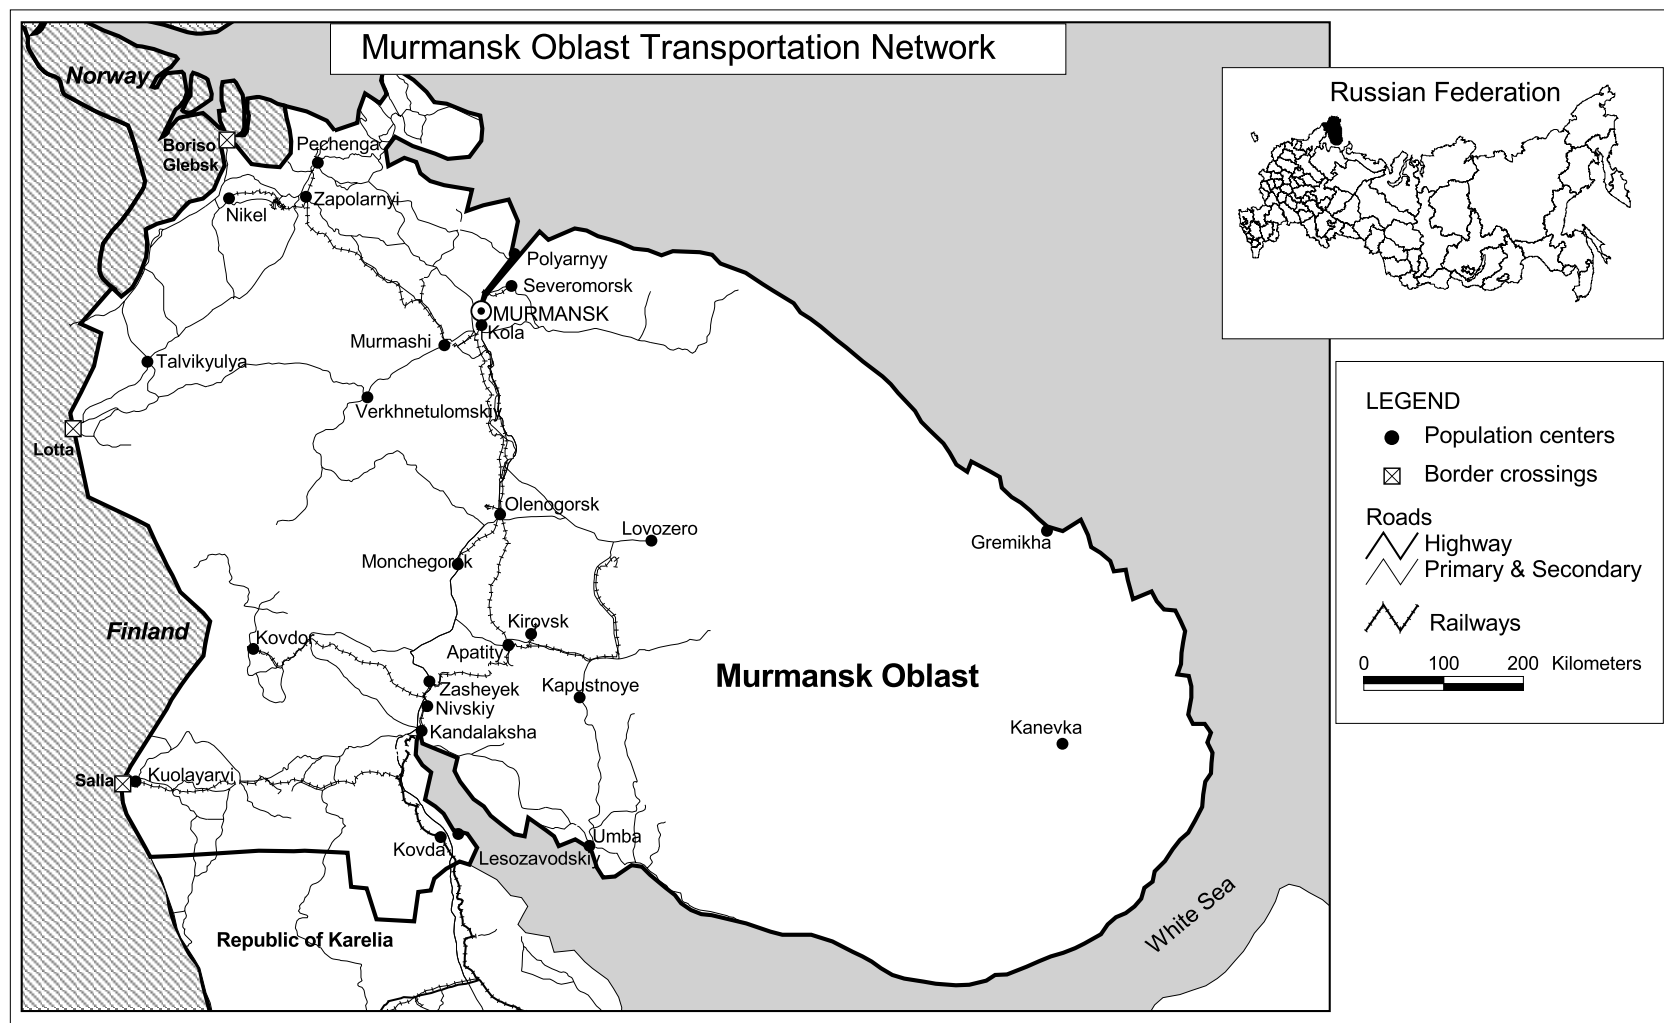 Murmansk Oblast Transportation Network
Norway
Russian Federation
Boriso
Glebsk
Pechenga
Nikel
Zapolarnyi
Polyarnyy
Severomorsk
MURMANSK
Kola
Murmashi
Talvikyulya
Verkhnetulomskiy
Lotta
LEGEND
Population centers
Border crossings
Roads
Highway
Primary & Secondary
Railways
0 100 200 Kilometers
Olenogorsk
Lovozero
Gremikha
Monchegorsk
Finland
Kovdor
Kirovsk
Apatity
Murmansk Oblast
Zasheyek
Kapustnoye
Nivskiy
Kandalaksha
Kanevka
Salla
Kuolayarvi
Umba
Kovda
Lesozavodskiy
White Sea
Republic of Karelia